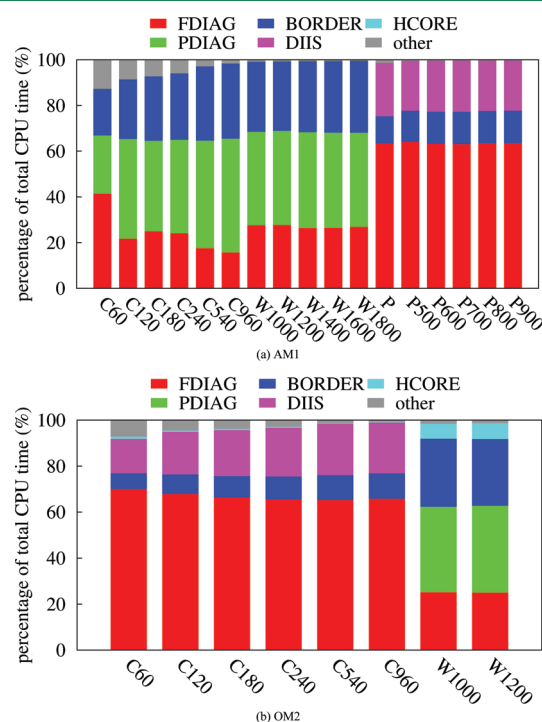 FDIAG BORDER HCORE
PDIAG DIIS other
percentage of total CPU time (%)
100
80
60
40
20
0
C60 C120 C180 C240 C540 C960 W1000 W1200 W1400 W1600 W1800 P P500 P600 P700 P800 P900
(a) AM1
FDIAG BORDER HCORE
PDIAG DIIS other
percentage of total CPU time (%)
100
80
60
40
20
0
C60 C120 C180 C240 C540 C960 W1000 W1200
(b) OM2